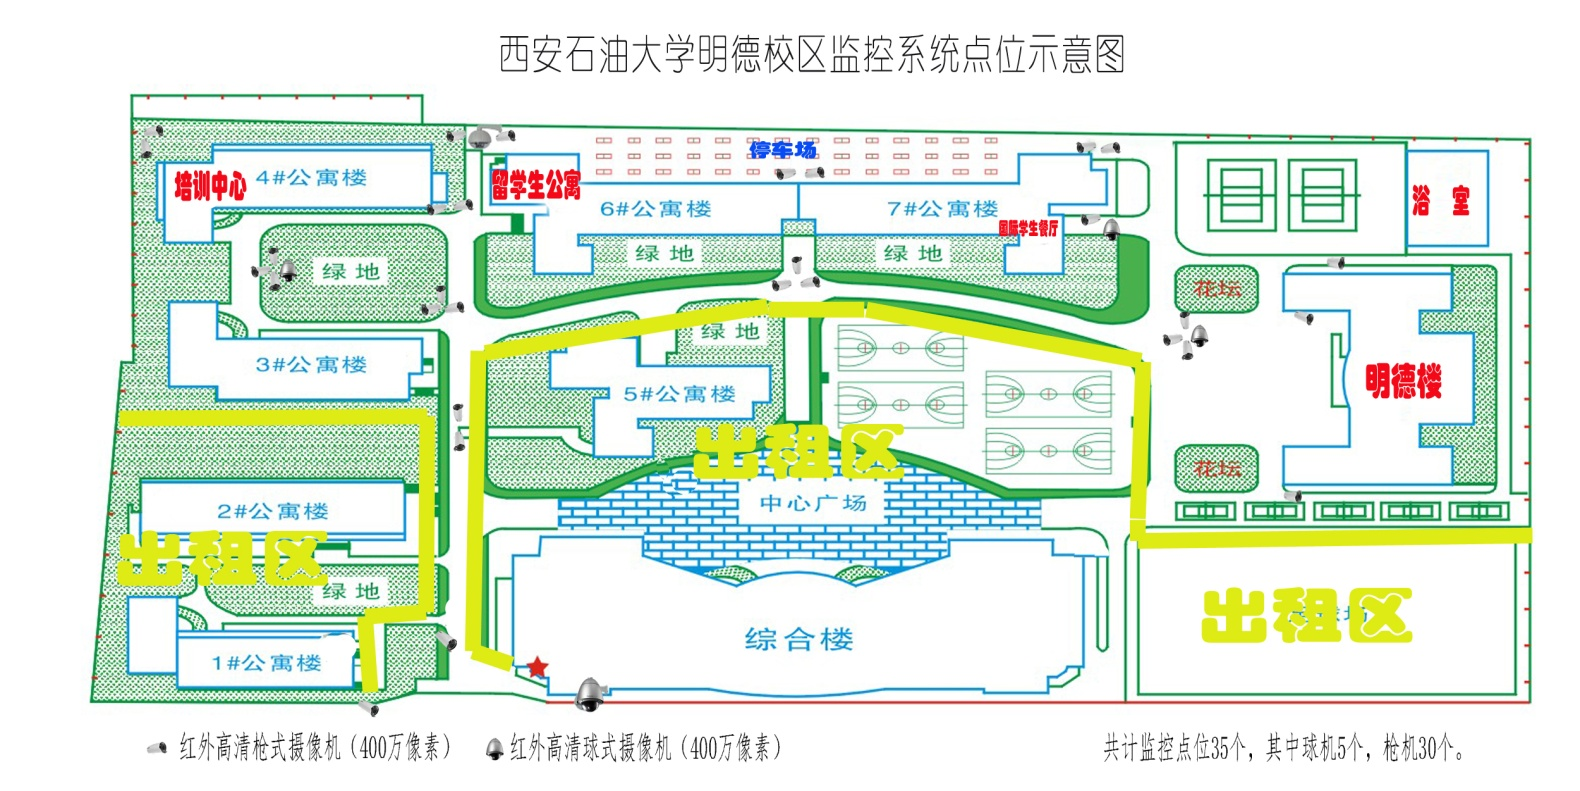 西安石油大学明德校区监控系统点位示意图
停车场
4#公寓楼
培训中心
留学生公寓
6#公寓楼
7#公寓楼
国际学生餐厅
浴 室
绿 地
绿 地
绿 地
花坛
绿 地
3#公寓楼
5#公寓楼
明德楼
出租区
花坛
中心广场
2#公寓楼
出租区
绿 地
出租区
综合楼
1#公寓楼
红外高清枪式摄像机（400万像素）
红外高清球式摄像机（400万像素）
共计监控点位35个，其中球机5个，枪机30个。